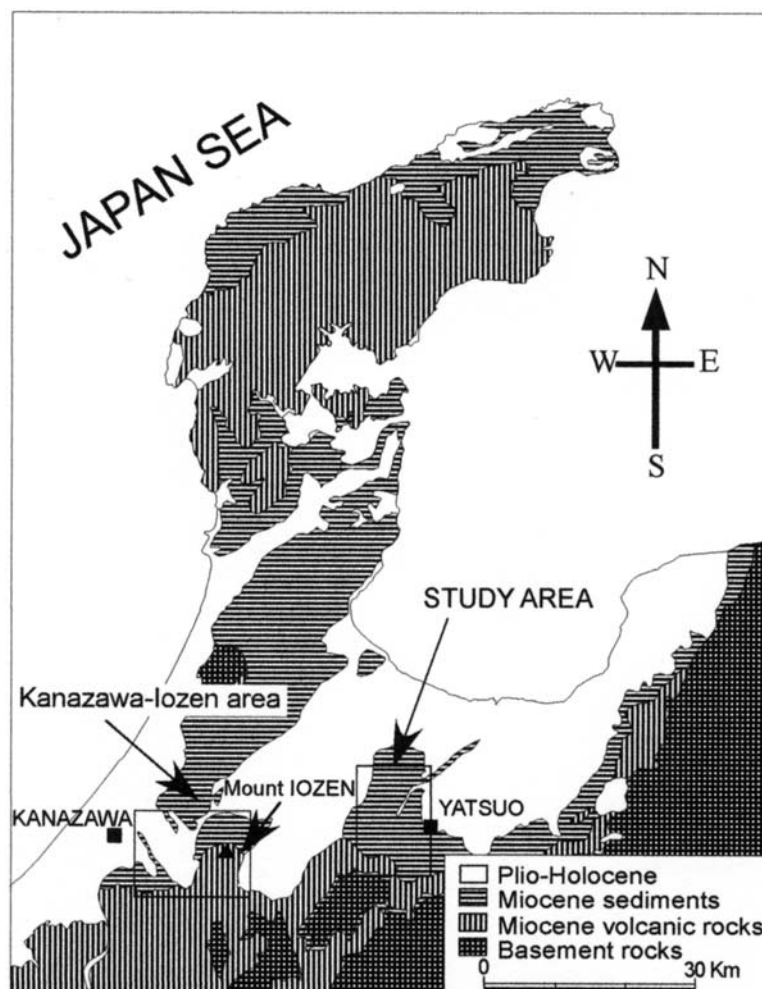 JAPAN SEA
N
W E
S
STUDY AREA
Kanazawa-Iozen area
Mount IOZEN
KANAZAWA
YATSUO
Plio-Holocene
Miocene sediments
Miocene volcanic rocks
Basement rocks
0 30 Km